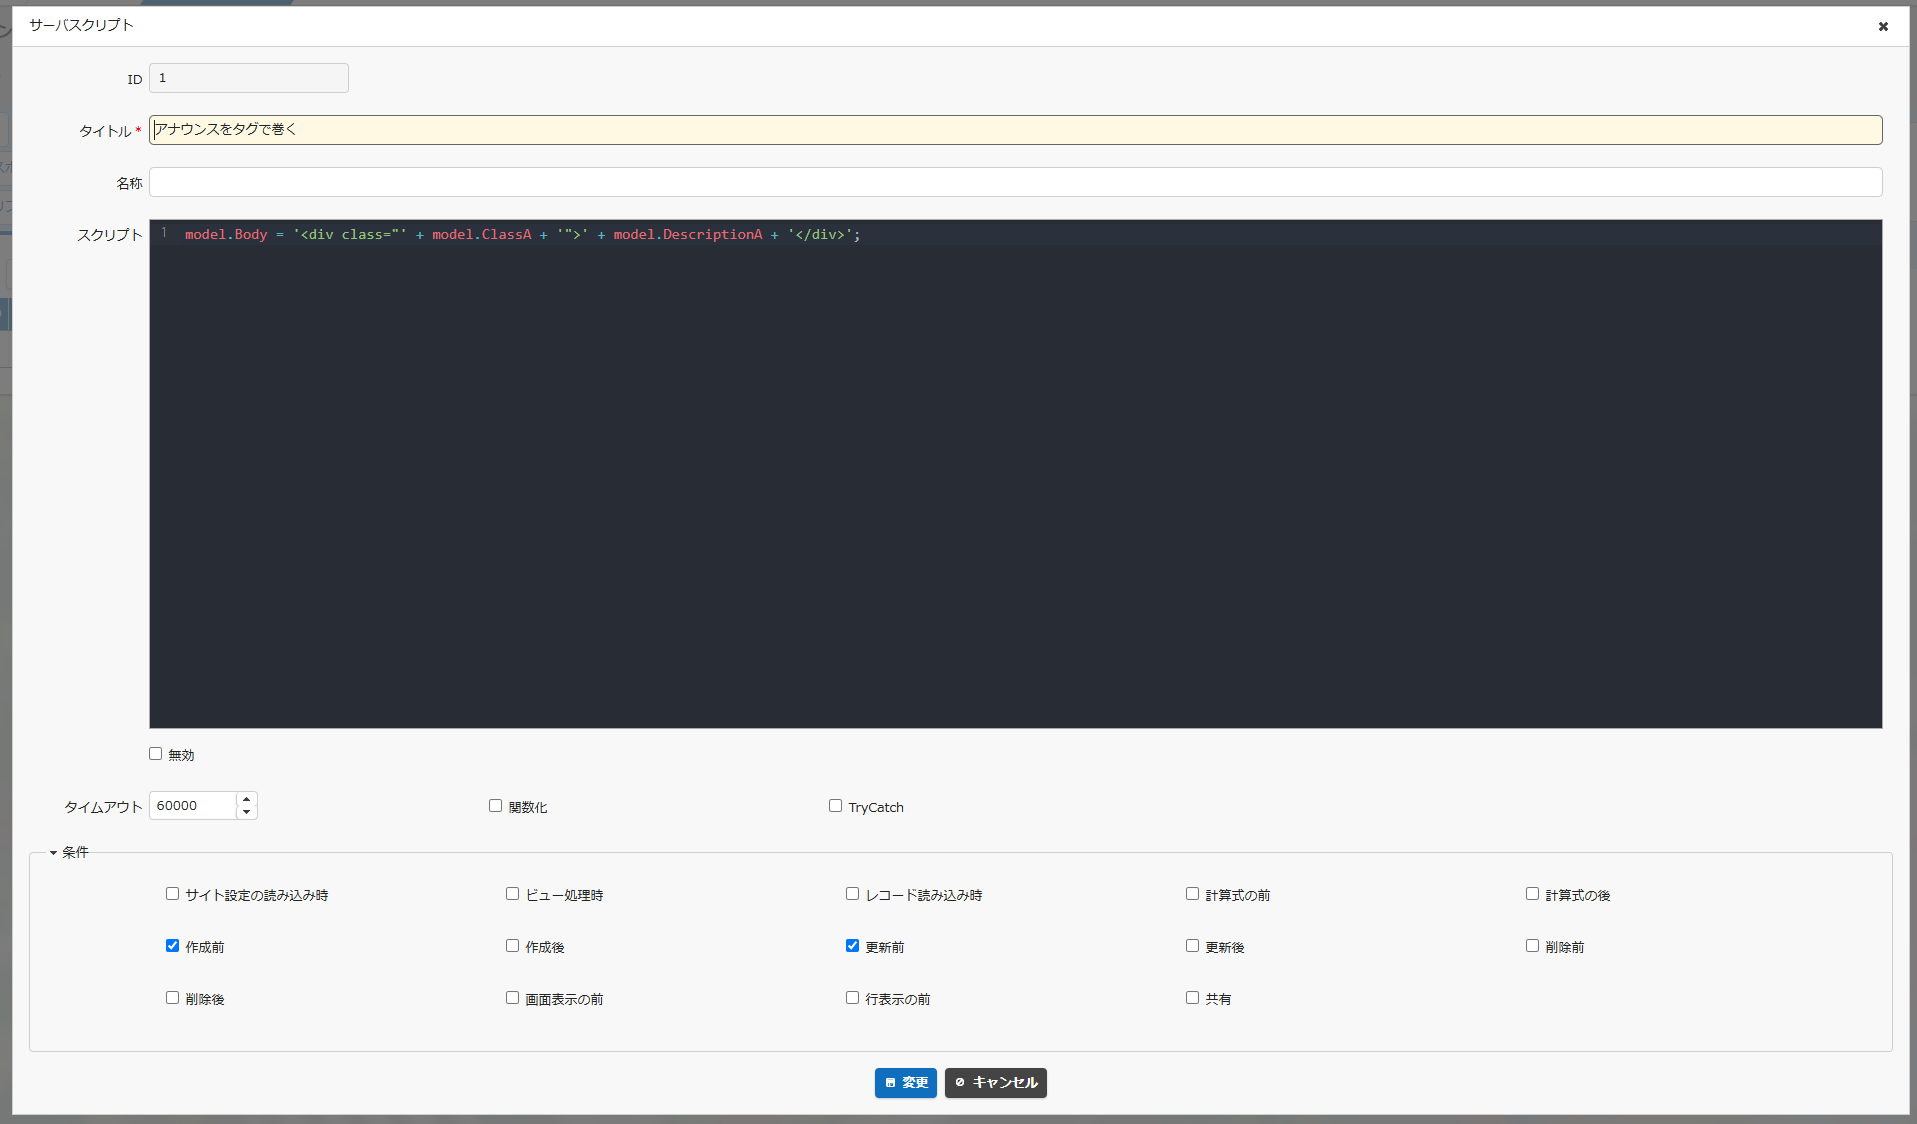 サーバスクリプト
ID 1
タイトル* アナウンスをタグで巻く
名称
スクリプト 1 model.Body = '<div class="' + model.ClassA + '">' + model.DescriptionA + '</div>';
無効
タイムアウト 60000 関数化 TryCatch
条件
サイト設定の読み込み時 ビュー処理時 レコード読み込み時 計算式の前 計算式の後
作成前 作成後 更新前 更新後 削除前
削除後 画面表示の前 行表示の前 共有
変更 キャンセル